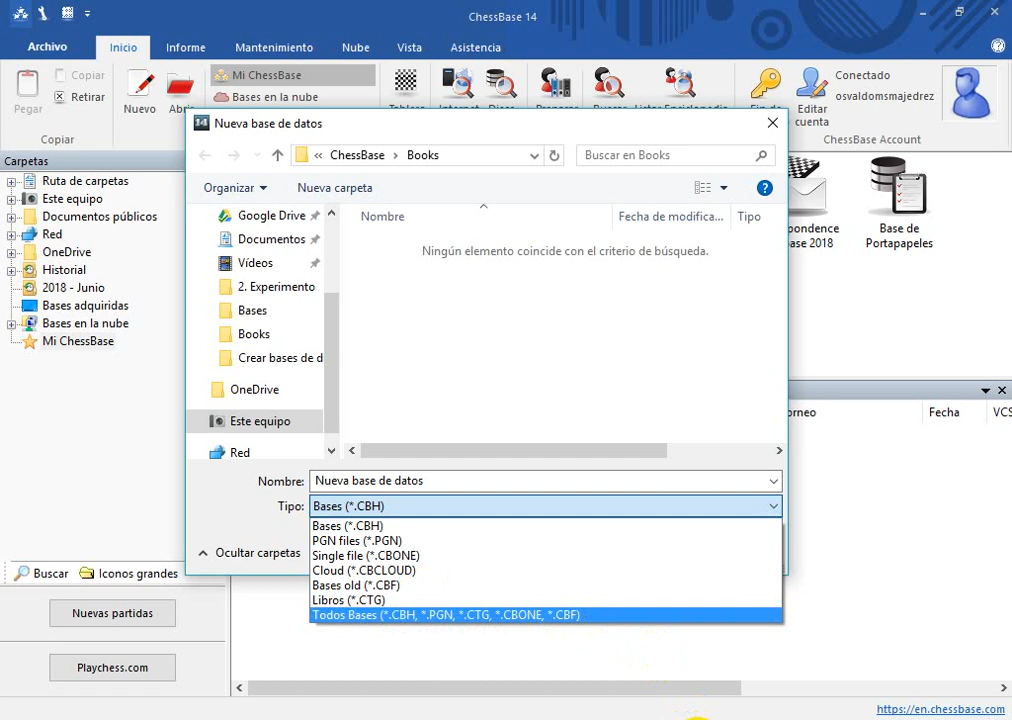 ChessBase 14
Archivo
Inicio
Informe
Mantenimiento
Nube
Vista
Asistencia
Pegar
Copiar
Retirar
Copiar
Nuevo
Mi ChessBase
Bases en la nube
Editar
cuenta
Conectado
osvaldomsmajedrez
ChessBase Account
Carpetas
Ruta de carpetas
Este equipo
Documentos públicos
Red
OneDrive
Historial
2018 - Junio
Bases adquiridas
Bases en la nube
Mi ChessBase
Buscar
Iconos grandes
Nuevas partidas
Playchess.com
14 Nueva base de datos
« ChessBase › Books
Buscar en Books
Organizar
Nueva carpeta
Google Drive
Documentos
Vídeos
2. Experimento
Bases
Books
Crear bases de d
OneDrive
Este equipo
Red
Nombre
Fecha de modifica...
Tipo
Ningún elemento coincide con el criterio de búsqueda.
Nombre: Nueva base de datos
Tipo: Bases (*.CBH)
Bases (*.CBH)
PGN files (*.PGN)
Single file (*.CBONE)
Cloud (*.CBCLOUD)
Bases old (*.CBF)
Libros (*.CTG)
Todos Bases (*.CBH, *.PGN, *.CTG, *.CBONE, *.CBF)
Ocultar carpetas
pondence
ase 2018
Base de
Portapapeles
orneo
Fecha
VCS
https://en.chessbase.com